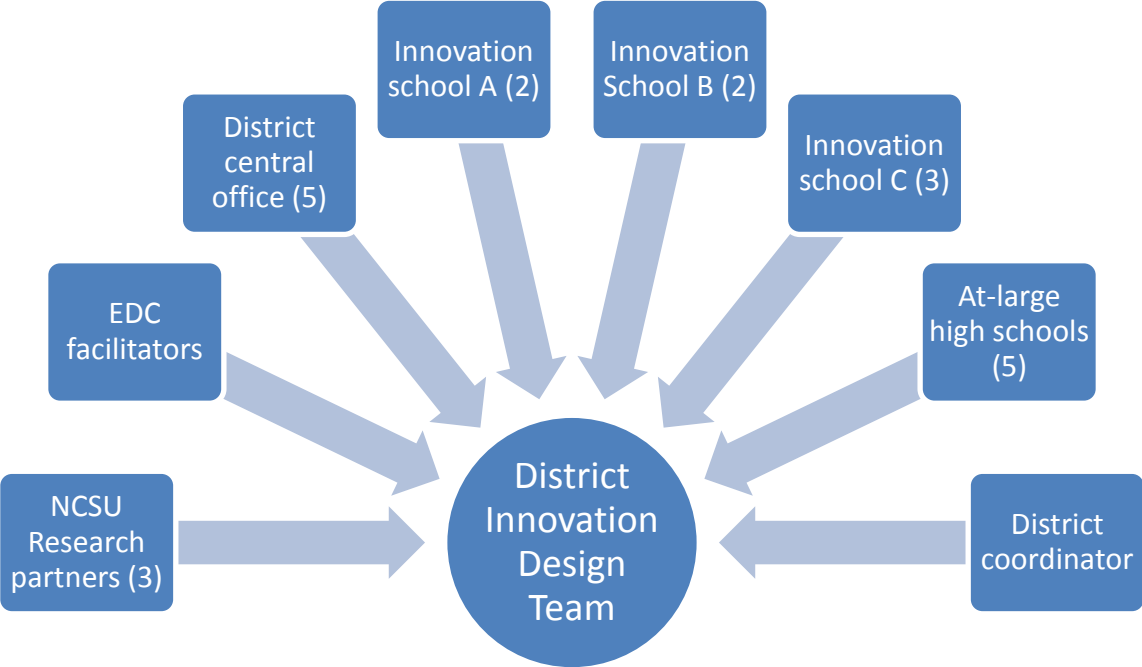 Innovation
school A (2)
Innovation
School B (2)
District
central
office (5)
Innovation
school C (3)
EDC
facilitators
At-large
high schools
(5)
NCSU
Research
partners (3)
District
Innovation
Design
Team
District
coordinator